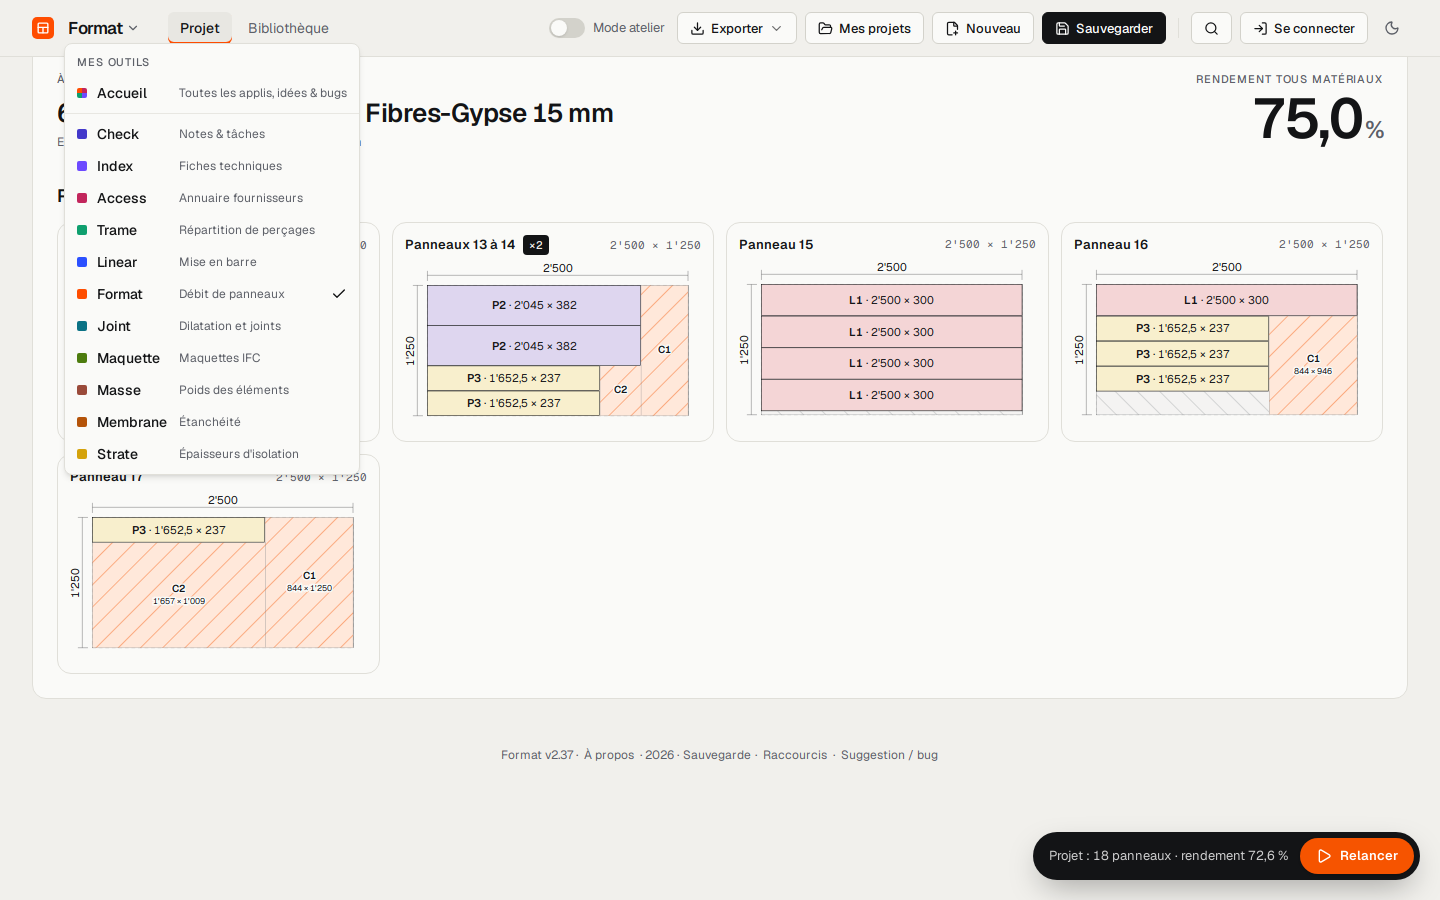 Format
Projet
Bibliothèque
Mode atelier
Exporter
Mes projets
Nouveau
Sauvegarder
Se connecter
MES OUTILS
Accueil Toutes les applis, idées & bugs
Check Notes & tâches
Index Fiches techniques
Access Annuaire fournisseurs
Trame Répartition de perçages
Linear Mise en barre
Format Débit de panneaux
Joint Dilatation et joints
Maquette Maquettes IFC
Masse Poids des éléments
Membrane Étanchéité
Strate Épaisseurs d'isolation
Fibres-Gypse 15 mm
RENDEMENT TOUS MATÉRIAUX
75,0%
Panneaux 13 à 14 ×2 2'500 × 1'250
2'500
1'250
P2 · 2'045 × 382
P2 · 2'045 × 382
P3 · 1'652,5 × 237
P3 · 1'652,5 × 237
C1
C2
Panneau 15 2'500 × 1'250
2'500
1'250
L1 · 2'500 × 300
L1 · 2'500 × 300
L1 · 2'500 × 300
L1 · 2'500 × 300
Panneau 16 2'500 × 1'250
2'500
1'250
L1 · 2'500 × 300
P3 · 1'652,5 × 237
P3 · 1'652,5 × 237
P3 · 1'652,5 × 237
C1
844 × 946
Panneau 17 2'500 × 1'250
2'500
1'250
P3 · 1'652,5 × 237
C2
1'657 × 1'009
C1
844 × 1'250
Format v2.37 · À propos · 2026 · Sauvegarde · Raccourcis · Suggestion / bug
Projet : 18 panneaux · rendement 72,6 %
Relancer